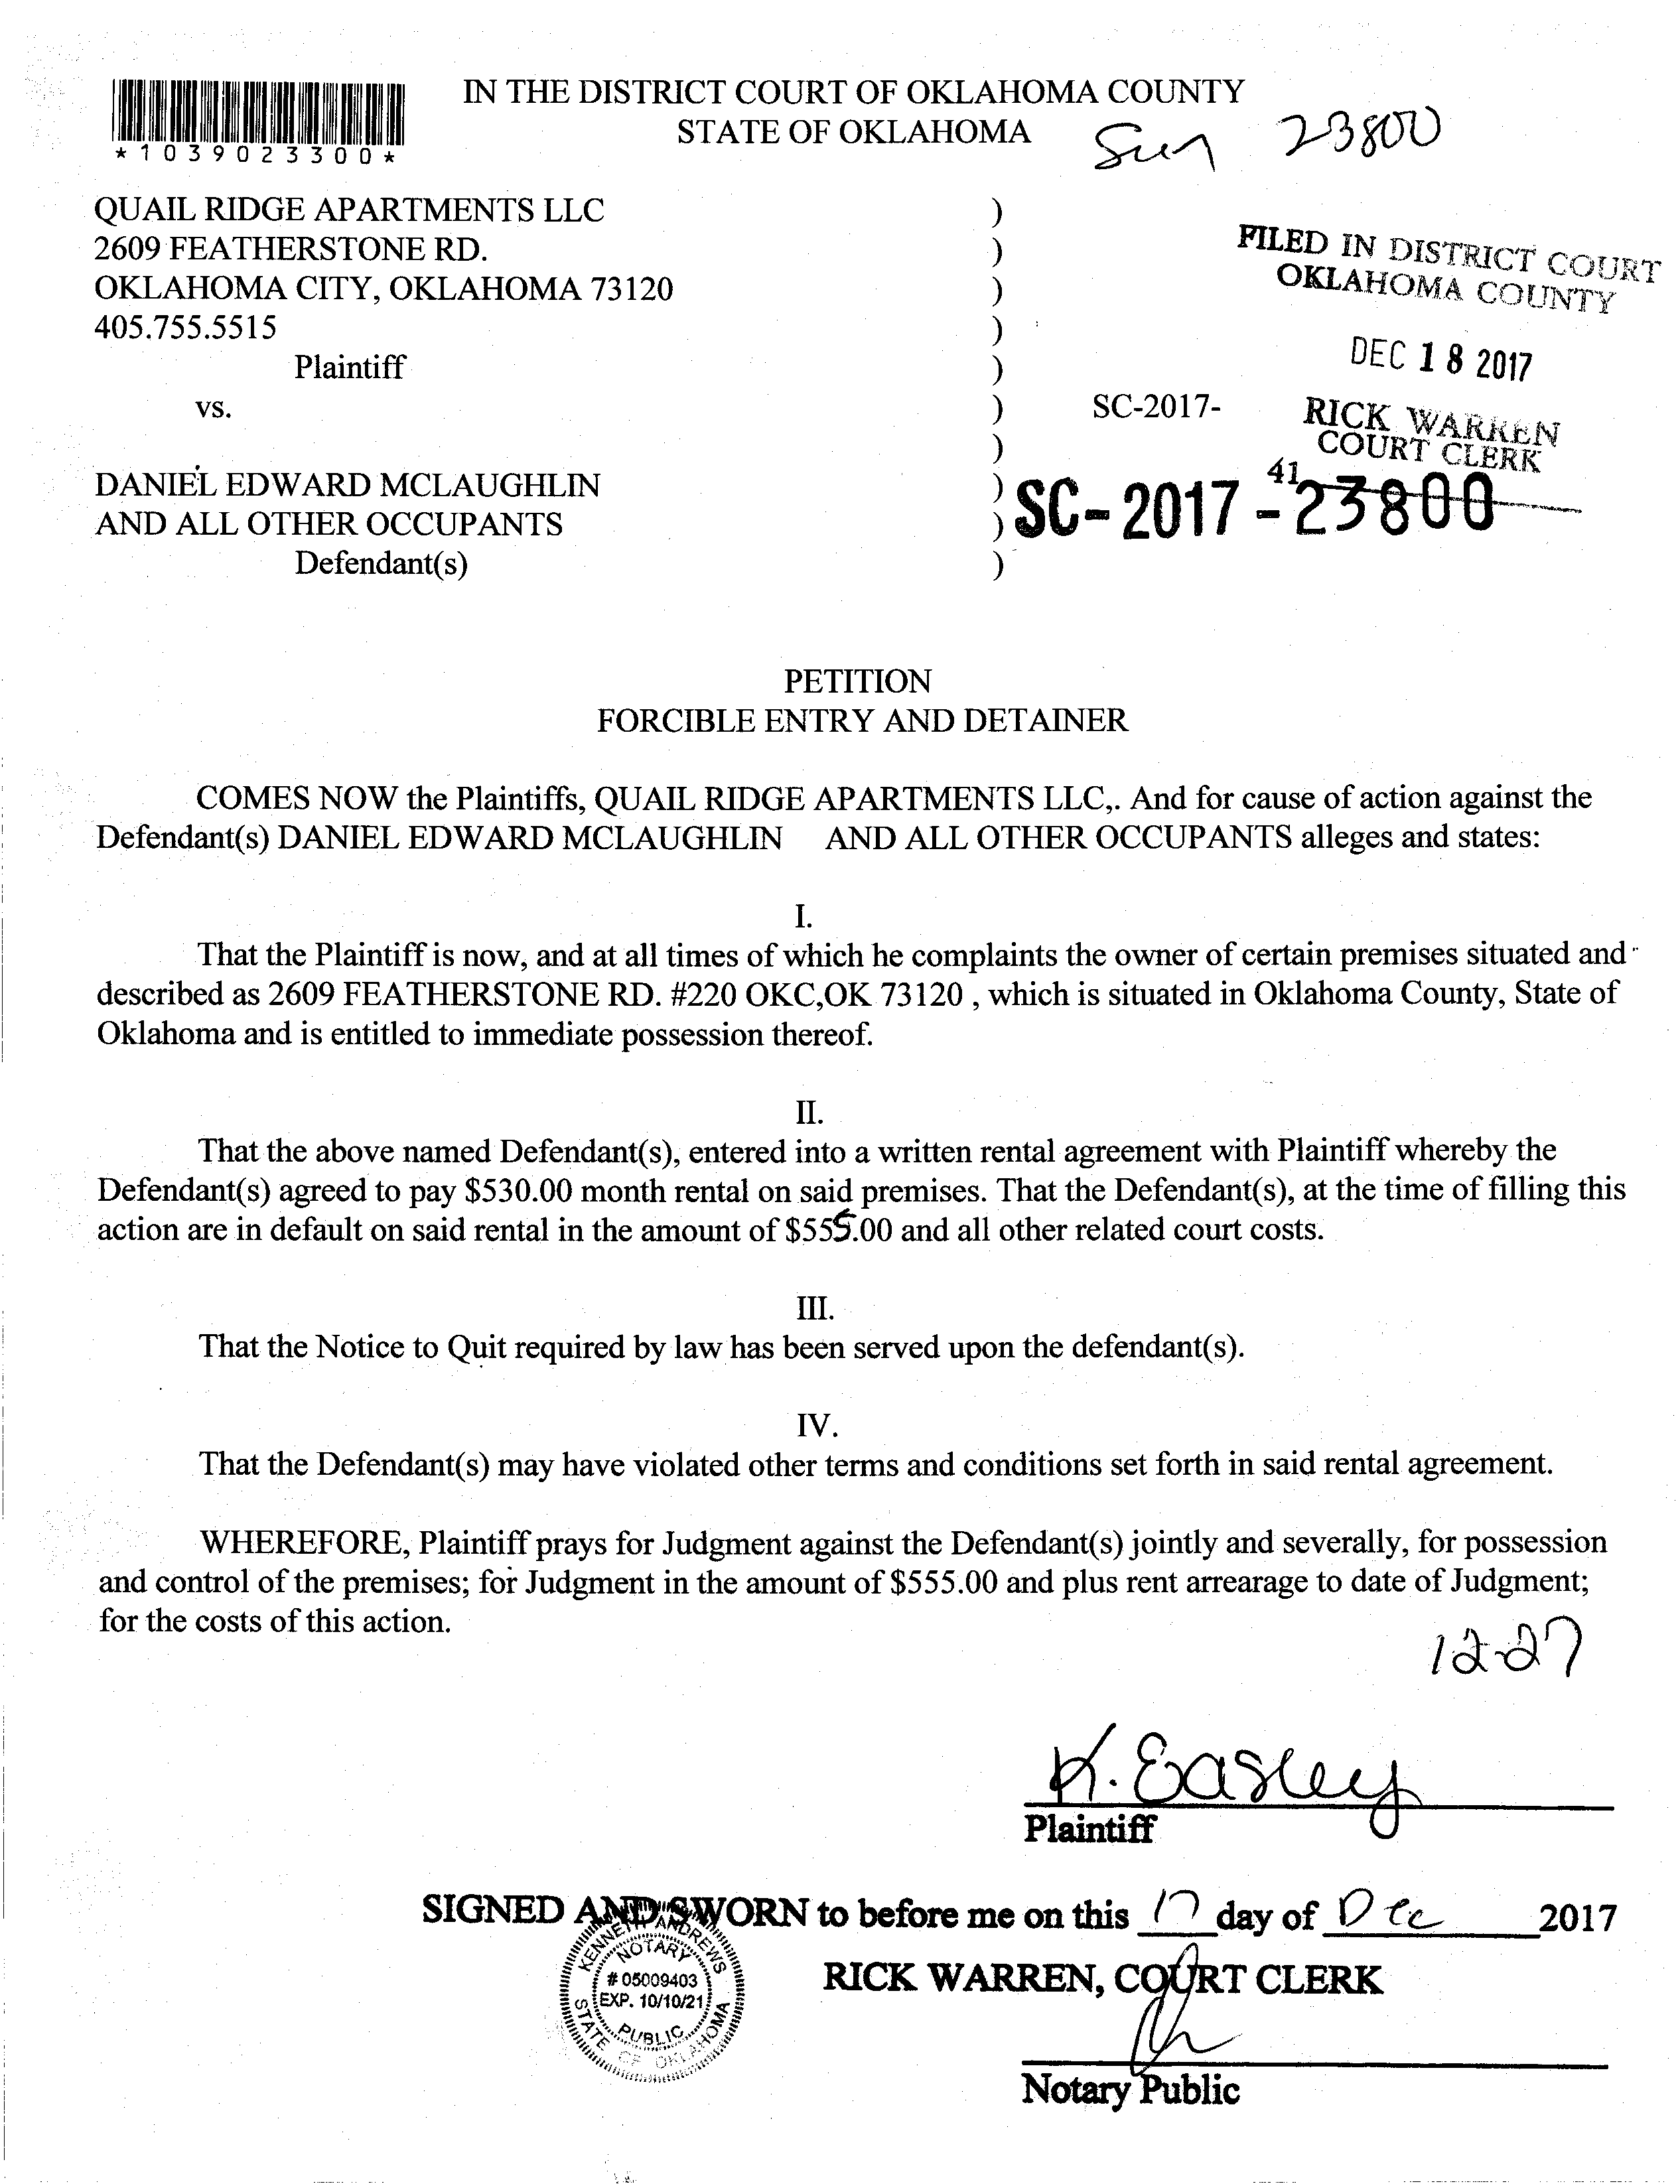 IN THE DISTRICT COURT OF OKLAHOMA COUNTY
STATE OF OKLAHOMA
23800
*1039023300*
QUAIL RIDGE APARTMENTS LLC )
2609 FEATHERSTONE RD. )
OKLAHOMA CITY, OKLAHOMA 73120 )
405.755.5515 )
Plaintiff )
vs. ) SC-2017-
)
DANIEL EDWARD MCLAUGHLIN )
AND ALL OTHER OCCUPANTS )
Defendant(s) )
FILED IN DISTRICT COURT
OKLAHOMA COUNTY
DEC 18 2017
RICK WARREN
COURT CLERK
41
SC-2017-23800
PETITION
FORCIBLE ENTRY AND DETAINER
COMES NOW the Plaintiffs, QUAIL RIDGE APARTMENTS LLC,. And for cause of action against the
Defendant(s) DANIEL EDWARD MCLAUGHLIN AND ALL OTHER OCCUPANTS alleges and states:
I.
That the Plaintiff is now, and at all times of which he complaints the owner of certain premises situated and
described as 2609 FEATHERSTONE RD. #220 OKC,OK 73120 , which is situated in Oklahoma County, State of
Oklahoma and is entitled to immediate possession thereof.
II.
That the above named Defendant(s), entered into a written rental agreement with Plaintiff whereby the
Defendant(s) agreed to pay $530.00 month rental on said premises. That the Defendant(s), at the time of filling this
action are in default on said rental in the amount of $555.00 and all other related court costs.
III.
That the Notice to Quit required by law has been served upon the defendant(s).
IV.
That the Defendant(s) may have violated other terms and conditions set forth in said rental agreement.
WHEREFORE, Plaintiff prays for Judgment against the Defendant(s) jointly and severally, for possession
and control of the premises; for Judgment in the amount of $555.00 and plus rent arrearage to date of Judgment;
for the costs of this action.
12-27
K. Easley
Plaintiff
SIGNED AND SWORN to before me on this 17 day of Dec 2017
RICK WARREN, COURT CLERK
Notary Public
KENNETH ANDREWS
NOTARY
# 05009403
EXP. 10/10/21
PUBLIC
STATE OF OKLAHOMA